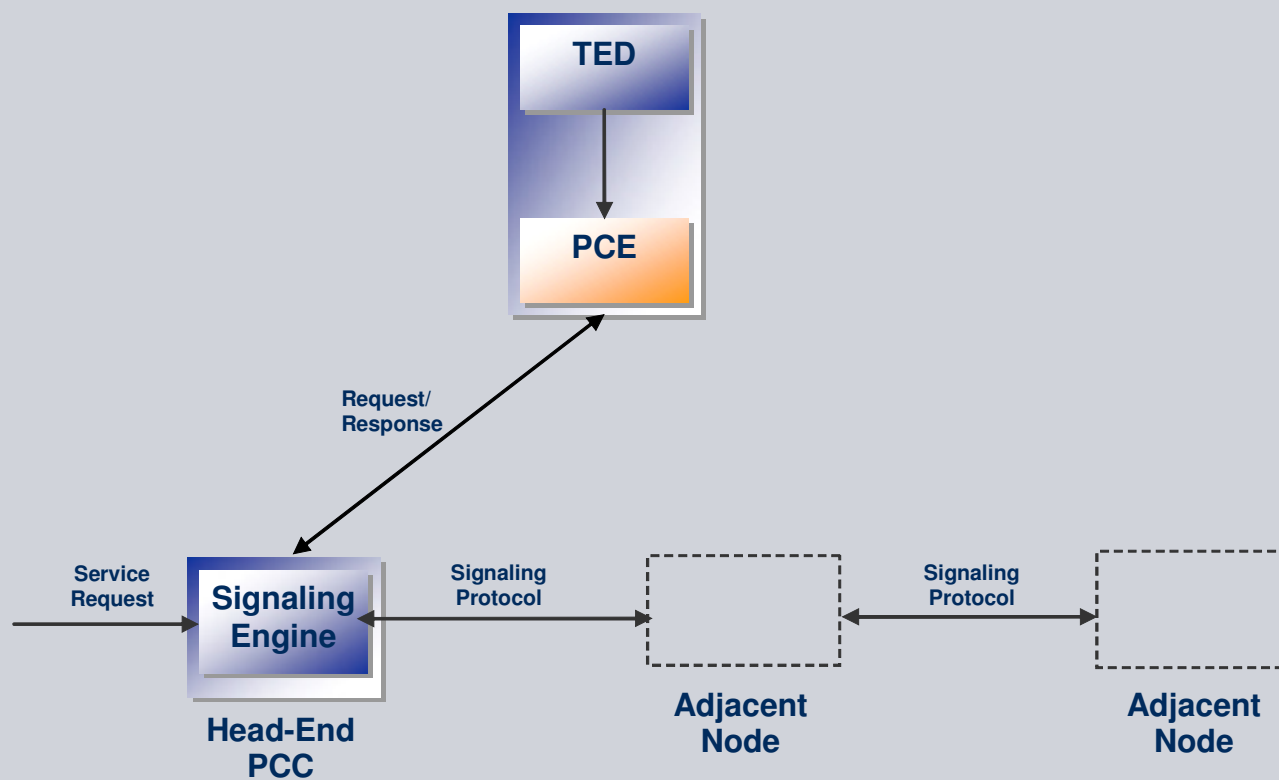 TED
PCE
Request/
Response
Service
Request
Signaling
Engine
Signaling
Protocol
Signaling
Protocol
Head-End
PCC
Adjacent
Node
Adjacent
Node